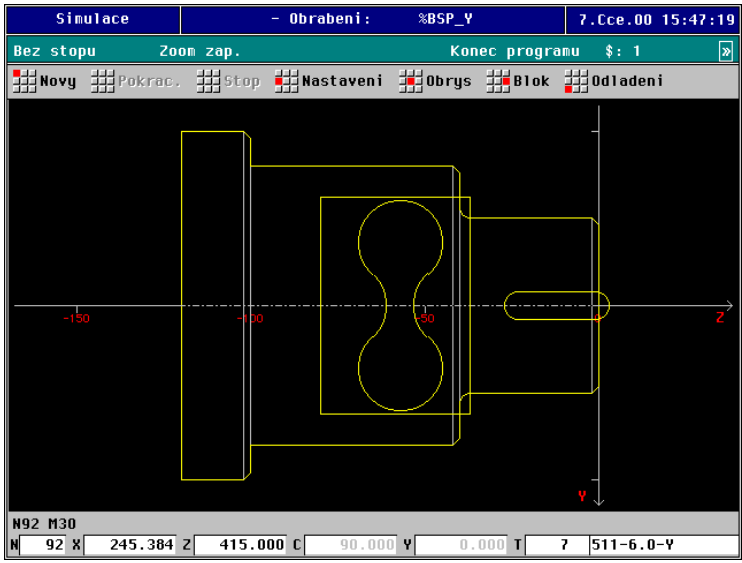 Simulace - Obrabeni: %BSP_Y 7.Cce.00 15:47:19
Bez stopu Zoom zap. Konec programu $: 1 »
Novy Pokrac. Stop Nastaveni Obrys Blok Odladeni
-150 -100 -50 0 Z
Y
N92 M30
N 92 X 245.384 Z 415.000 C 90.000 Y 0.000 T 7 511-6.0-Y